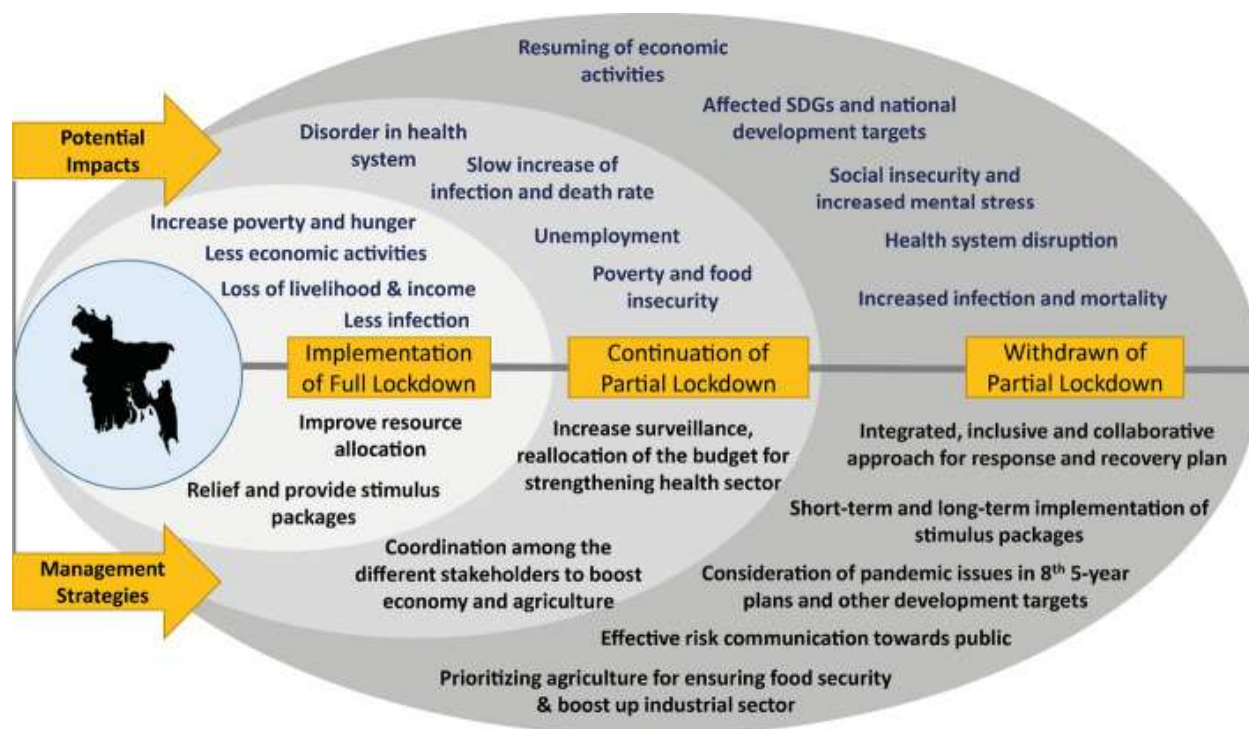 Resuming of economic
activities
Affected SDGs and national
development targets
Potential
Impacts
Disorder in health
system
Slow increase of
infection and death rate
Social insecurity and
increased mental stress
Increase poverty and hunger
Less economic activities
Unemployment
Health system disruption
Loss of livelihood & income
Less infection
Poverty and food
insecurity
Increased infection and mortality
Implementation
of Full Lockdown
Continuation of
Partial Lockdown
Withdrawn of
Partial Lockdown
Improve resource
allocation
Increase surveillance,
reallocation of the budget for
strengthening health sector
Integrated, inclusive and collaborative
approach for response and recovery plan
Relief and provide stimulus
packages
Short-term and long-term implementation of
stimulus packages
Management
Strategies
Coordination among the
different stakeholders to boost
economy and agriculture
Consideration of pandemic issues in 8th 5-year
plans and other development targets
Effective risk communication towards public
Prioritizing agriculture for ensuring food security
& boost up industrial sector